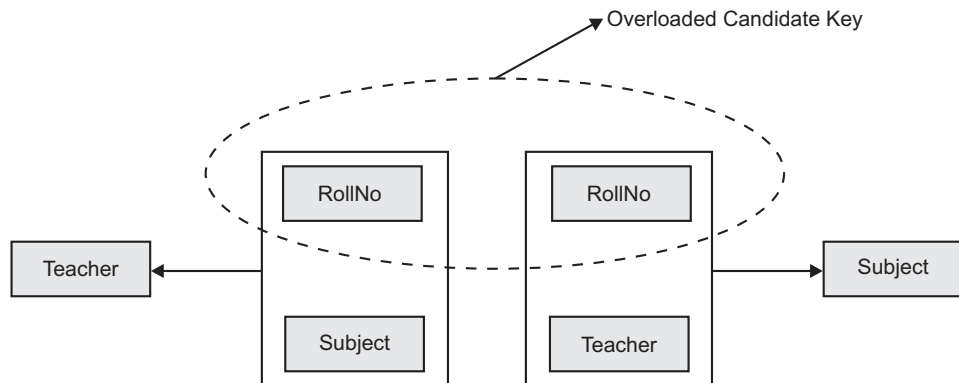 Overloaded Candidate Key
RollNo
RollNo
Teacher
Subject
Subject
Teacher